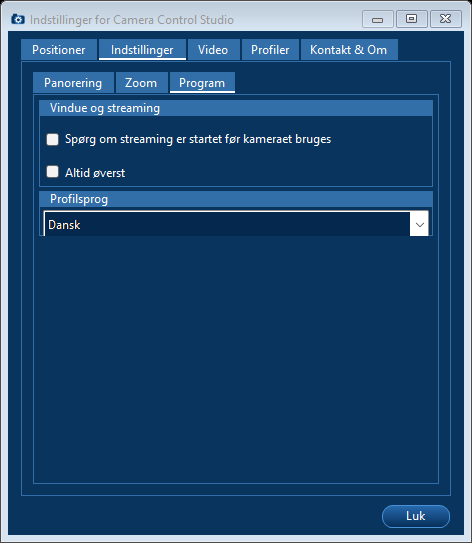 Indstillinger for Camera Control Studio
Positioner Indstillinger Video Profiler Kontakt & Om
Panorering Zoom Program
Vindue og streaming
Spørg om streaming er startet før kameraet bruges
Altid øverst
Profilsprog
Dansk
Luk